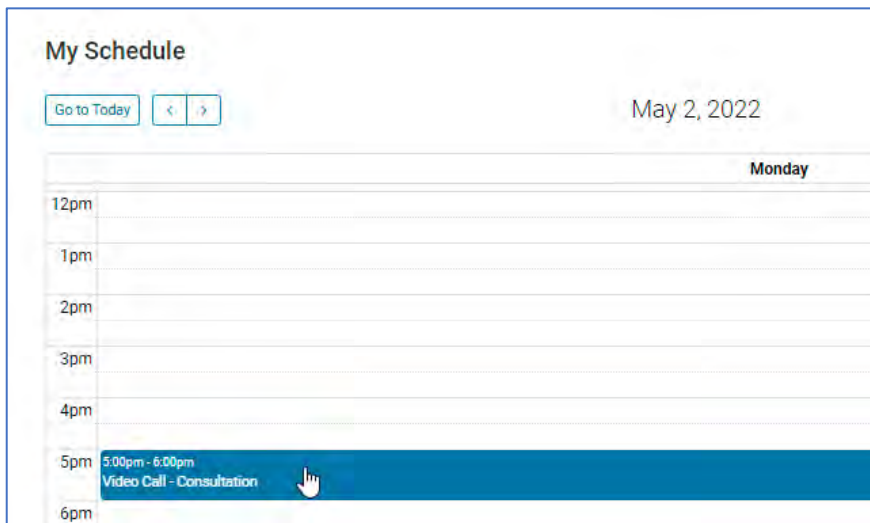 My Schedule
Go to Today < >
May 2, 2022
Monday
12pm
1pm
2pm
3pm
4pm
5pm
5:00pm - 6:00pm
Video Call - Consultation
6pm